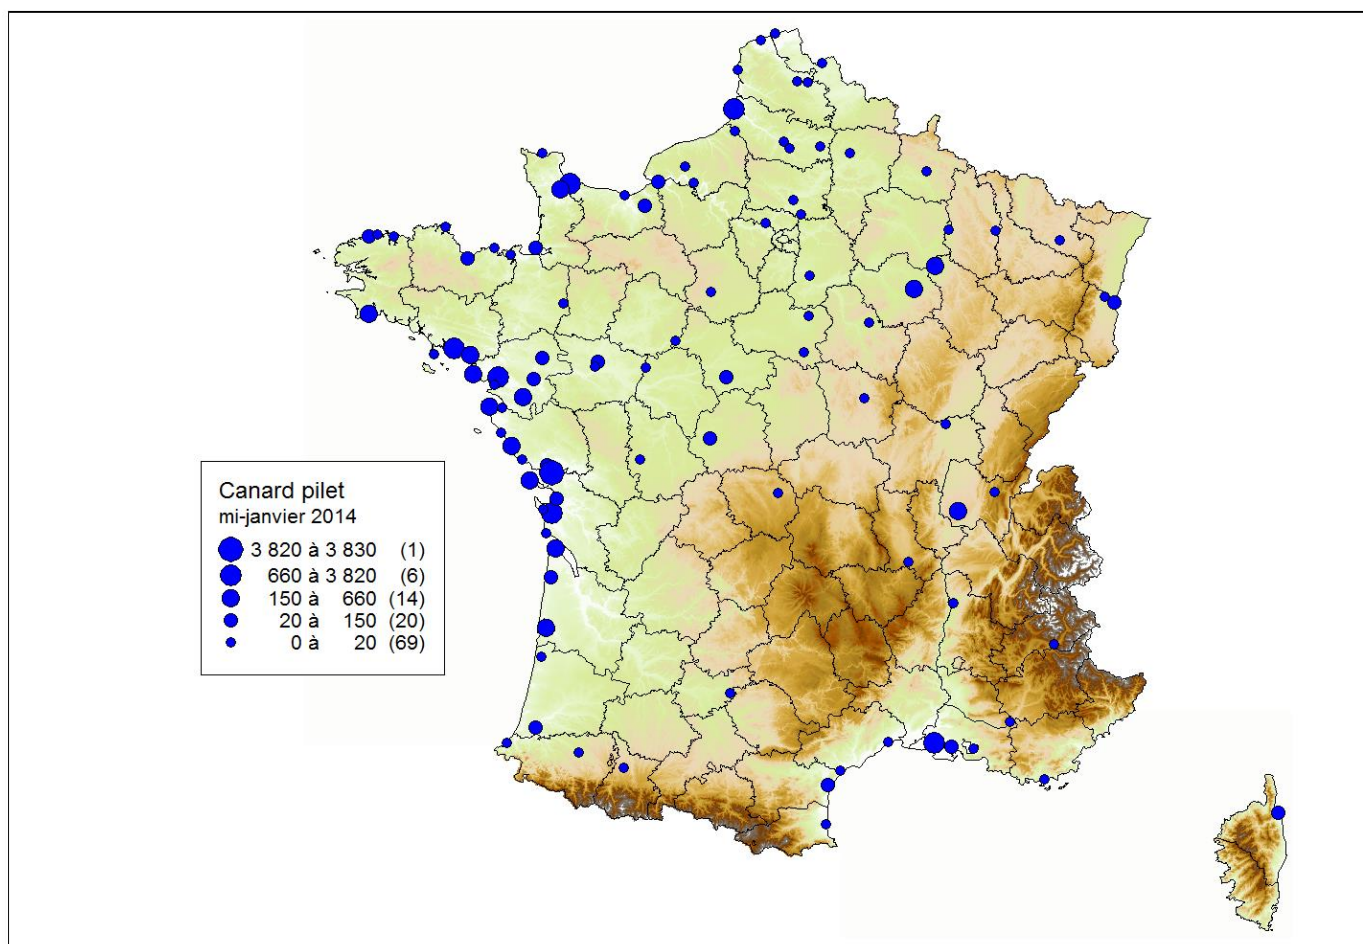 Canard pilet
mi-janvier 2014
3 820 à 3 830 (1)
660 à 3 820 (6)
150 à 660 (14)
20 à 150 (20)
0 à 20 (69)